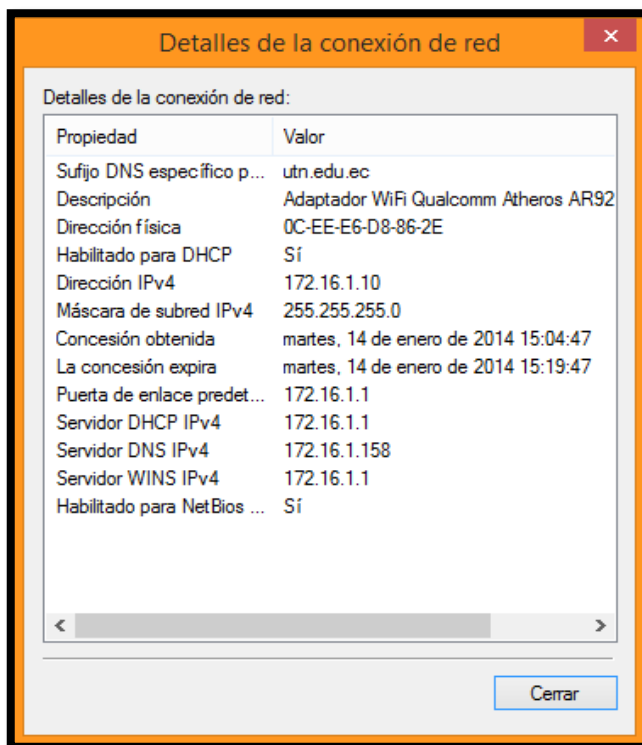 Detalles de la conexión de red
Detalles de la conexión de red:
Propiedad Valor
Sufijo DNS específico p... utn.edu.ec
Descripción Adaptador WiFi Qualcomm Atheros AR92
Dirección física 0C-EE-E6-D8-86-2E
Habilitado para DHCP Sí
Dirección IPv4 172.16.1.10
Máscara de subred IPv4 255.255.255.0
Concesión obtenida martes, 14 de enero de 2014 15:04:47
La concesión expira martes, 14 de enero de 2014 15:19:47
Puerta de enlace predet... 172.16.1.1
Servidor DHCP IPv4 172.16.1.1
Servidor DNS IPv4 172.16.1.158
Servidor WINS IPv4 172.16.1.1
Habilitado para NetBios ... Sí
Cerrar